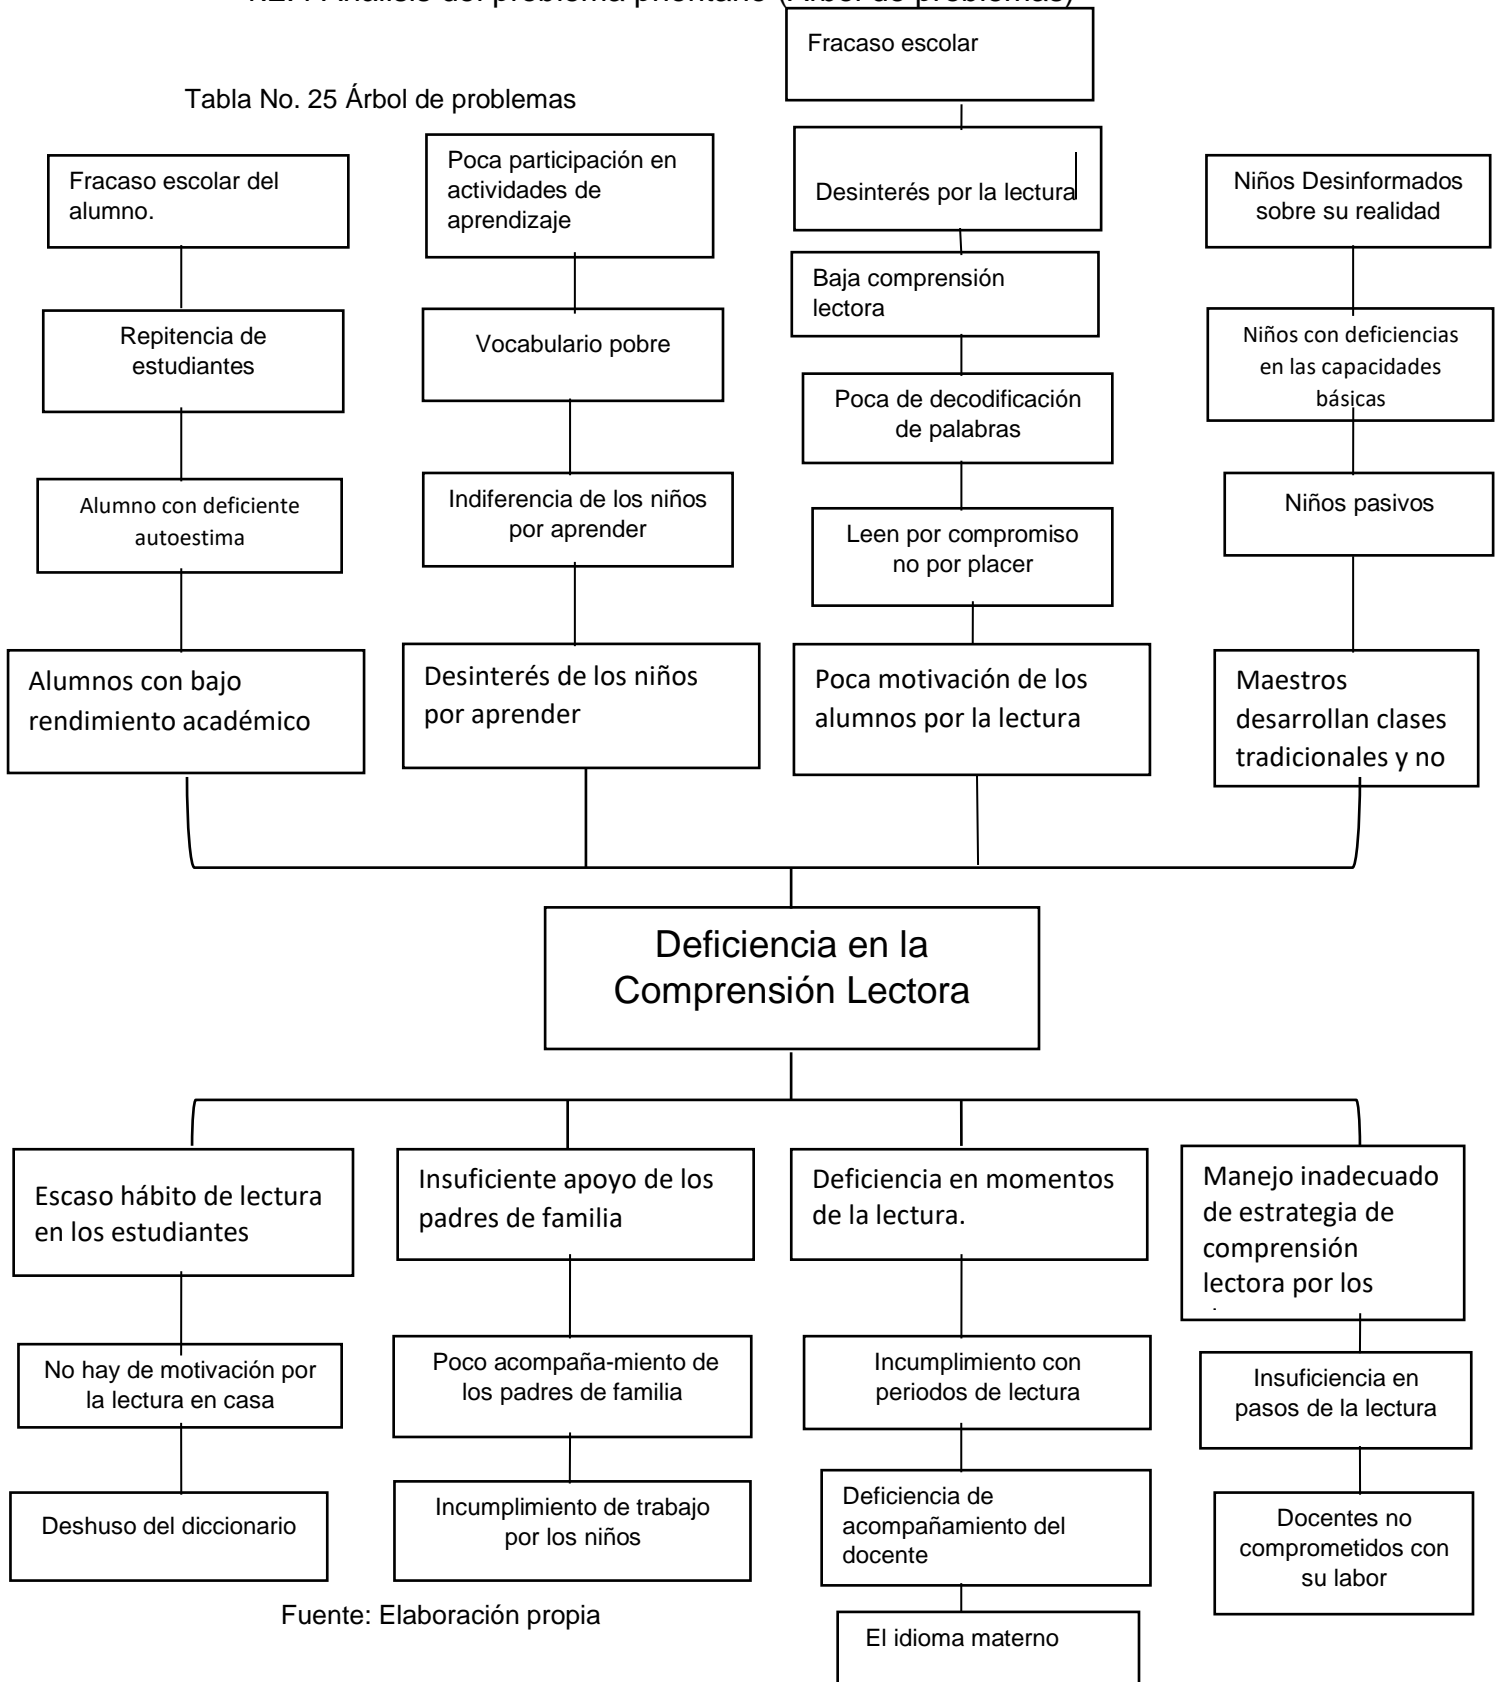 Análisis del problema prioritario (Árbol de problemas)
Fracaso escolar
Tabla No. 25 Árbol de problemas
Fracaso escolar del
alumno.
Poca participación en
actividades de
aprendizaje
Desinterés por la lectura
Niños Desinformados
sobre su realidad
Baja comprensión
lectora
Repitencia de
estudiantes
Vocabulario pobre
Niños con deficiencias
en las capacidades
básicas
Poca de decodificación
de palabras
Alumno con deficiente
autoestima
Indiferencia de los niños
por aprender
Leen por compromiso
no por placer
Niños pasivos
Alumnos con bajo
rendimiento académico
Desinterés de los niños
por aprender
Poca motivación de los
alumnos por la lectura
Maestros
desarrollan clases
tradicionales y no
Deficiencia en la
Comprensión Lectora
Escaso hábito de lectura
en los estudiantes
Insuficiente apoyo de los
padres de familia
Deficiencia en momentos
de la lectura.
Manejo inadecuado
de estrategia de
comprensión
lectora por los
No hay de motivación por
la lectura en casa
Poco acompaña-miento de
los padres de familia
Incumplimiento con
periodos de lectura
Insuficiencia en
pasos de la lectura
Deshuso del diccionario
Incumplimiento de trabajo
por los niños
Deficiencia de
acompañamiento del
docente
Docentes no
comprometidos con
su labor
Fuente: Elaboración propia
El idioma materno